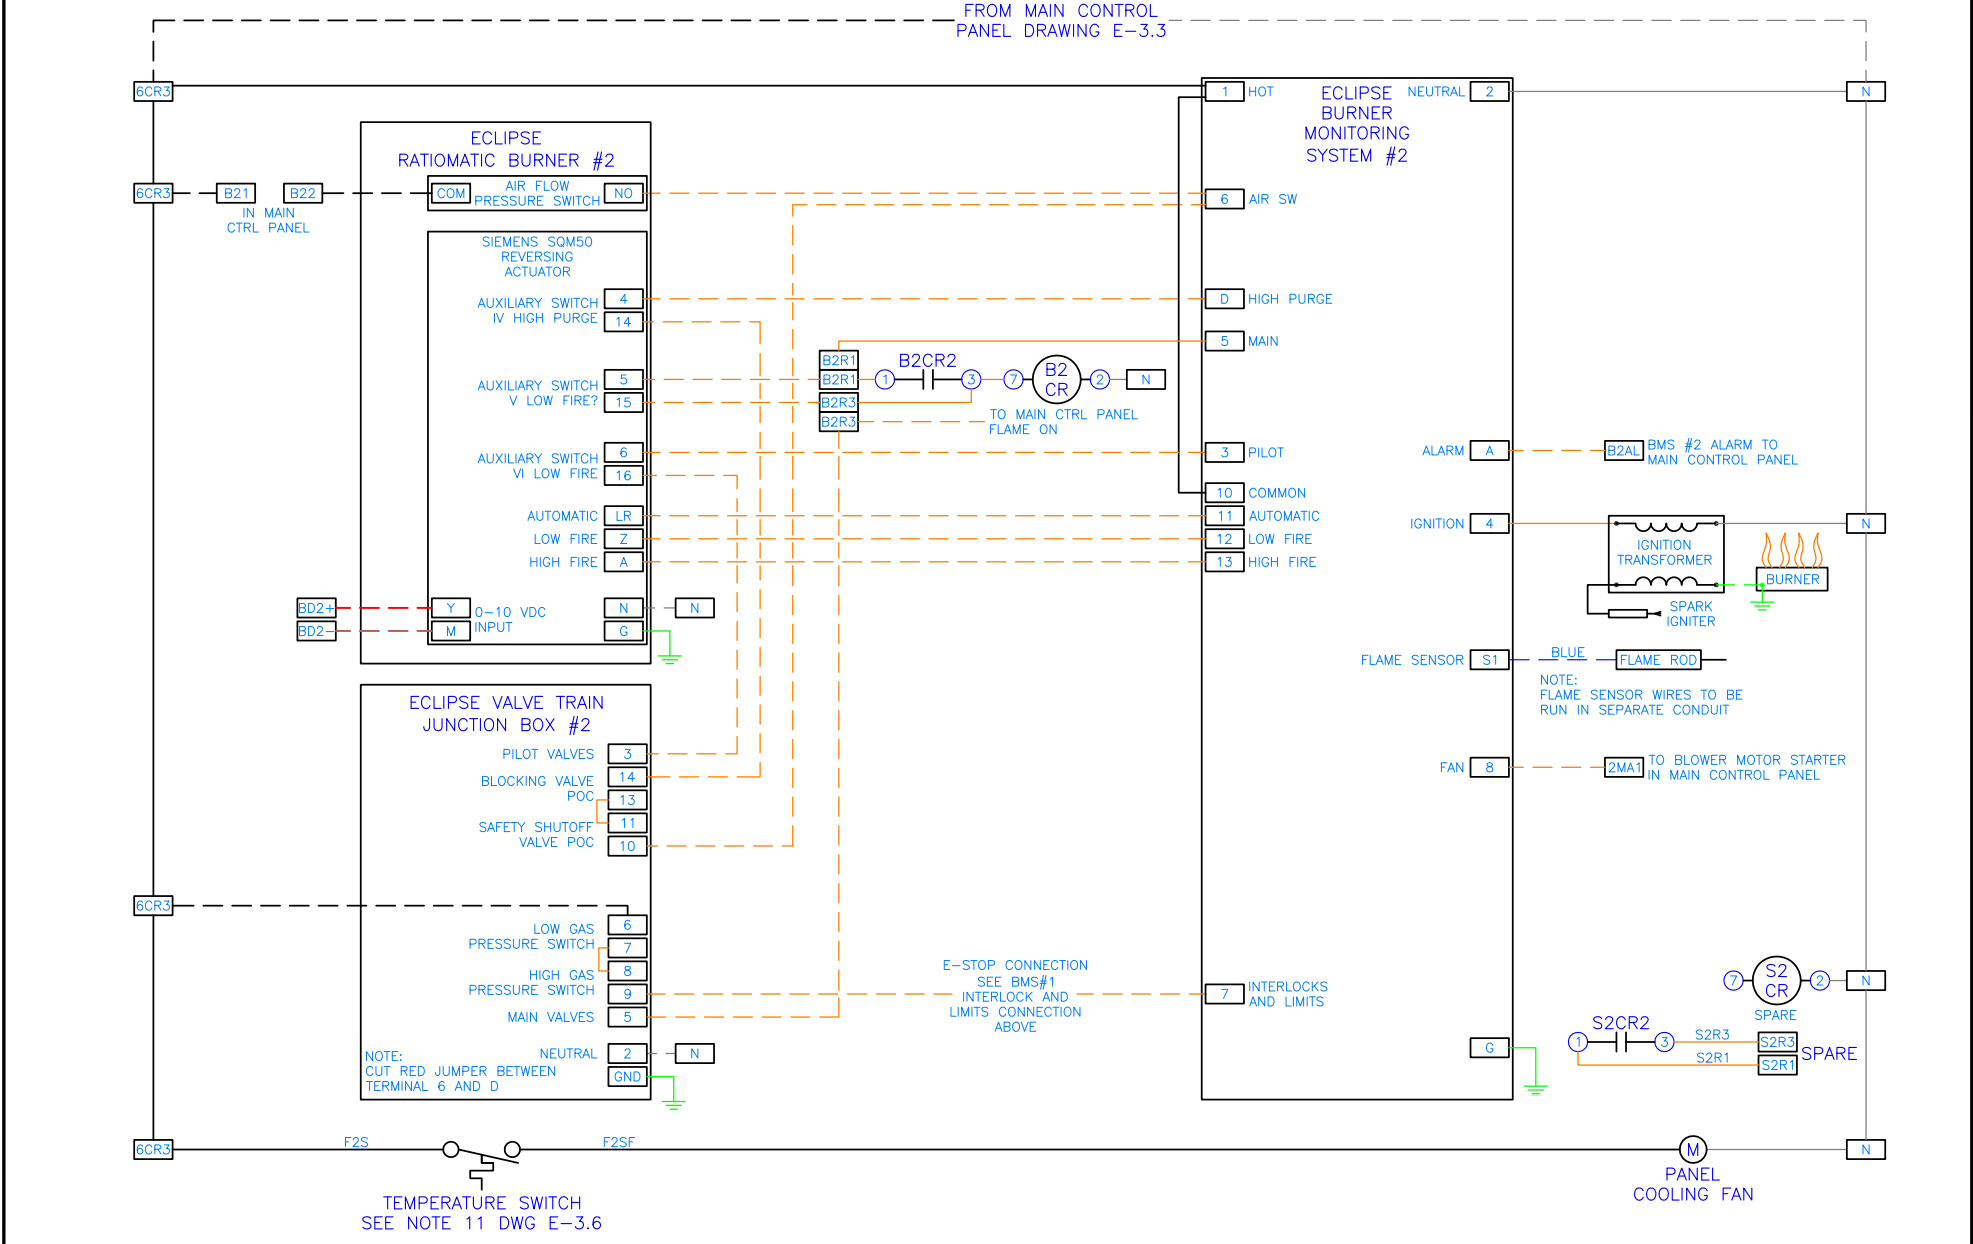 FROM MAIN CONTROL
PANEL DRAWING E-3.3
6CR3
1 HOT
ECLIPSE
BURNER
MONITORING
SYSTEM #2
NEUTRAL 2
N
ECLIPSE
RATIOMATIC BURNER #2
6CR3
B21
B22
IN MAIN
CTRL PANEL
COM
AIR FLOW
PRESSURE SWITCH
NO
6 AIR SW
SIEMENS SQM50
REVERSING
ACTUATOR
AUXILIARY SWITCH
IV HIGH PURGE
4
14
D HIGH PURGE
5 MAIN
AUXILIARY SWITCH
V LOW FIRE?
5
15
B2R1
B2R1
B2R3
B2R3
B2CR2
1
3
7
B2
CR
2
N
TO MAIN CTRL PANEL
FLAME ON
AUXILIARY SWITCH
VI LOW FIRE
6
16
3 PILOT
ALARM A
B2AL
BMS #2 ALARM TO
MAIN CONTROL PANEL
10 COMMON
AUTOMATIC LR
11 AUTOMATIC
LOW FIRE Z
12 LOW FIRE
HIGH FIRE A
13 HIGH FIRE
IGNITION 4
IGNITION
TRANSFORMER
N
BURNER
SPARK
IGNITER
BD2+
BD2-
Y
M
0-10 VDC
INPUT
N
N
G
FLAME SENSOR S1
BLUE
FLAME ROD
NOTE:
FLAME SENSOR WIRES TO BE
RUN IN SEPARATE CONDUIT
ECLIPSE VALVE TRAIN
JUNCTION BOX #2
PILOT VALVES 3
BLOCKING VALVE
POC
14
13
SAFETY SHUTOFF
VALVE POC
11
10
FAN 8
2MA1
TO BLOWER MOTOR STARTER
IN MAIN CONTROL PANEL
6CR3
LOW GAS
PRESSURE SWITCH
6
7
HIGH GAS
PRESSURE SWITCH
8
9
MAIN VALVES 5
E-STOP CONNECTION
SEE BMS#1
INTERLOCK AND
LIMITS CONNECTION
ABOVE
7
INTERLOCKS
AND LIMITS
7
S2
CR
2
N
SPARE
NEUTRAL 2
N
GND
NOTE:
CUT RED JUMPER BETWEEN
TERMINAL 6 AND D
G
S2CR2
1
3
S2R3
S2R3
S2R1
S2R1
SPARE
6CR3
F2S
F2SF
M
N
PANEL
COOLING FAN
TEMPERATURE SWITCH
SEE NOTE 11 DWG E-3.6